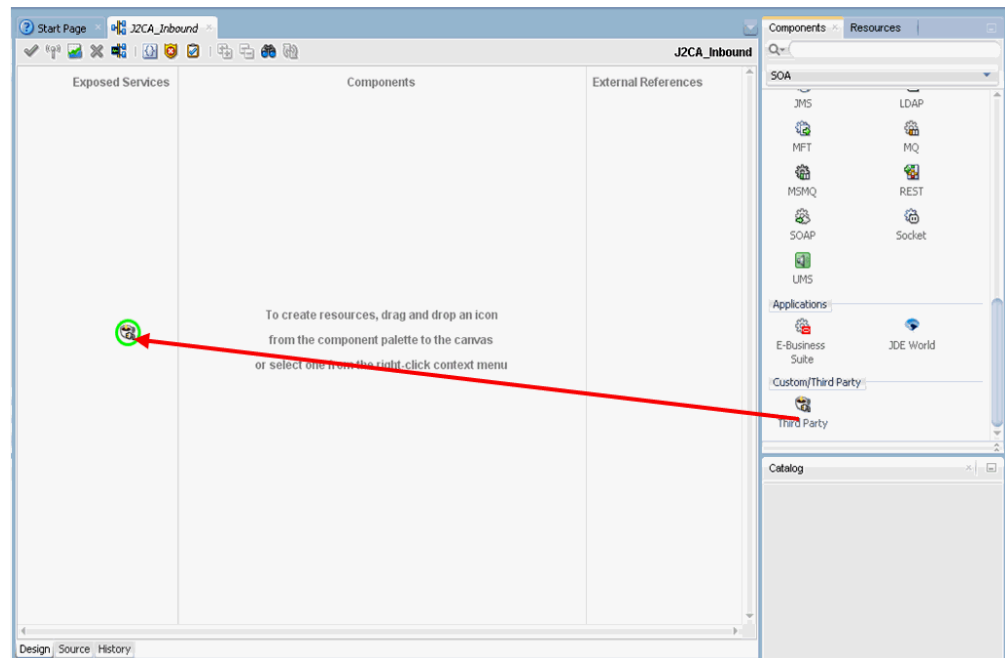 Start Page
J2CA_Inbound
J2CA_Inbound
Exposed Services
Components
External References
To create resources, drag and drop an icon
from the component palette to the canvas
or select one from the right-click context menu
Design
Source
History
Components
Resources
SOA
JMS
LDAP
MFT
MQ
MSMQ
REST
SOAP
Socket
UMS
Applications
E-Business
Suite
JDE World
Custom/Third Party
Third Party
Catalog